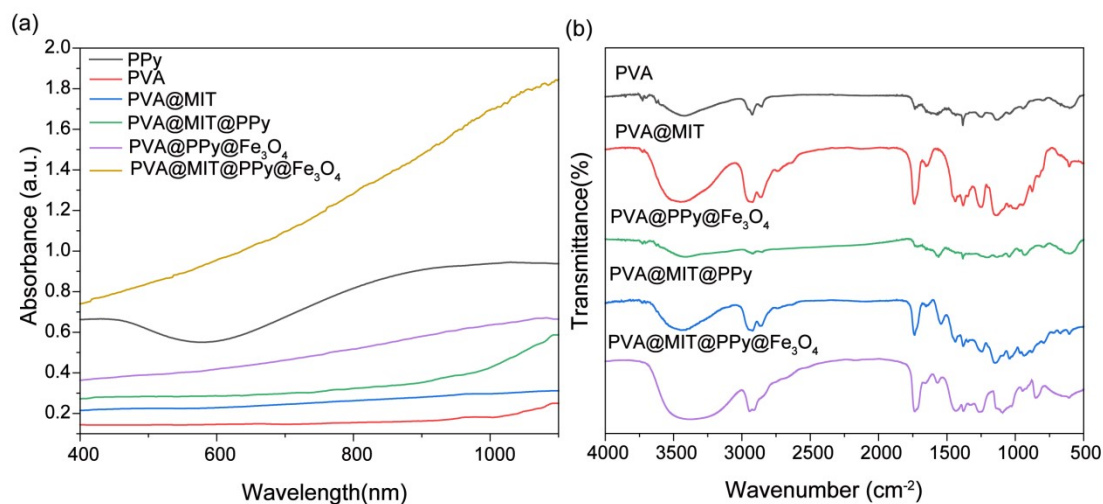 (a)
2.0
1.8
1.6
1.4
1.2
1.0
0.8
0.6
0.4
0.2
Absorbance (a.u.)
PPy
PVA
PVA@MIT
PVA@MIT@PPy
PVA@PPy@Fe₃O₄
PVA@MIT@PPy@Fe₃O₄
400 600 800 1000
Wavelength(nm)
(b)
Transmittance(%)
PVA
PVA@MIT
PVA@PPy@Fe₃O₄
PVA@MIT@PPy
PVA@MIT@PPy@Fe₃O₄
4000 3500 3000 2500 2000 1500 1000 500
Wavenumber (cm⁻²)